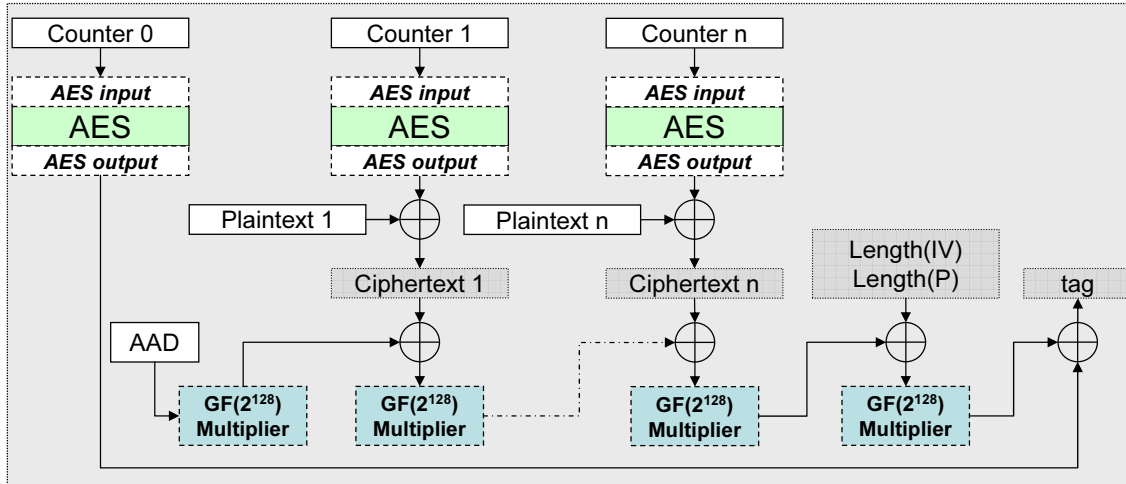 Counter 0
Counter 1
Counter n
AES input
AES input
AES input
AES
AES
AES
AES output
AES output
AES output
Plaintext 1
Plaintext n
Length(IV)
Length(P)
Ciphertext 1
Ciphertext n
tag
AAD
GF(2¹²⁸)
Multiplier
GF(2¹²⁸)
Multiplier
GF(2¹²⁸)
Multiplier
GF(2¹²⁸)
Multiplier